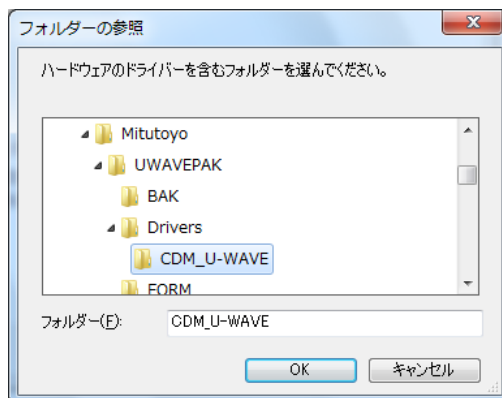 フォルダーの参照
ハードウェアのドライバーを含むフォルダーを選んでください。
Mitutoyo
UWAVEPAK
BAK
Drivers
CDM_U-WAVE
FORM
フォルダー(F): CDM_U-WAVE
OK キャンセル